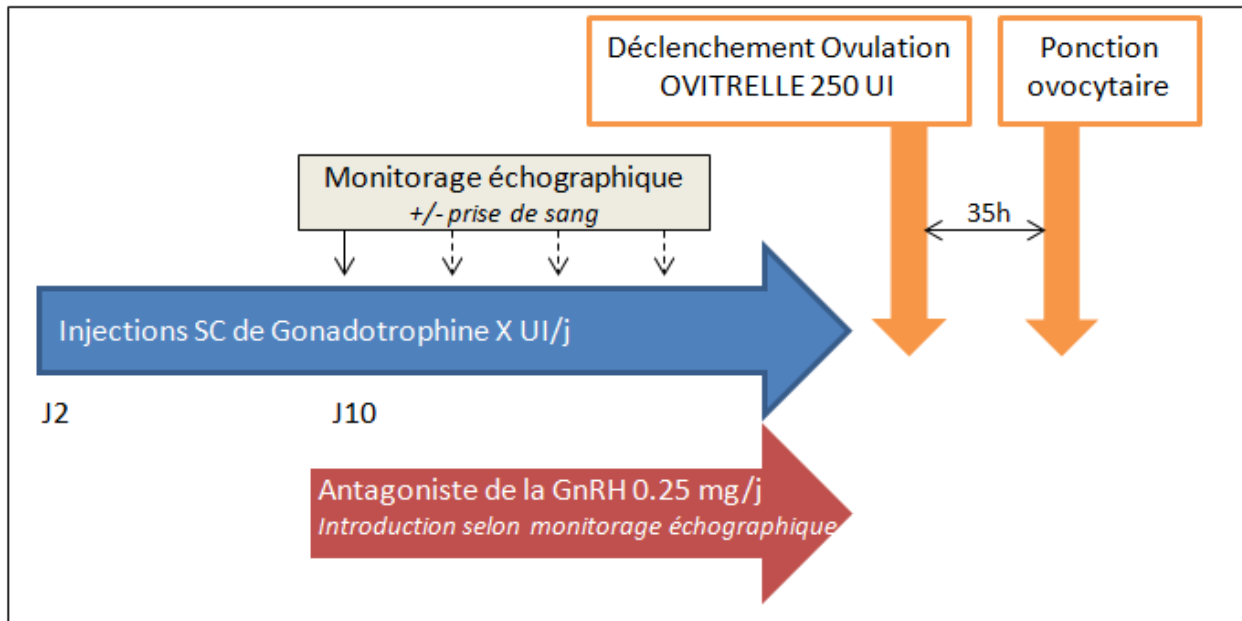 Déclenchement Ovulation
OVITRELLE 250 UI
Ponction
ovocytaire
Monitorage échographique
+/- prise de sang
35h
Injections SC de Gonadotrophine X UI/j
J2
J10
Antagoniste de la GnRH 0.25 mg/j
Introduction selon monitorage échographique